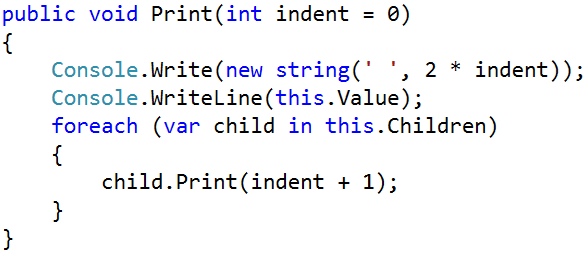 public void Print(int indent = 0)
{
    Console.Write(new string(' ', 2 * indent));
    Console.WriteLine(this.Value);
    foreach (var child in this.Children)
    {
        child.Print(indent + 1);
    }
}